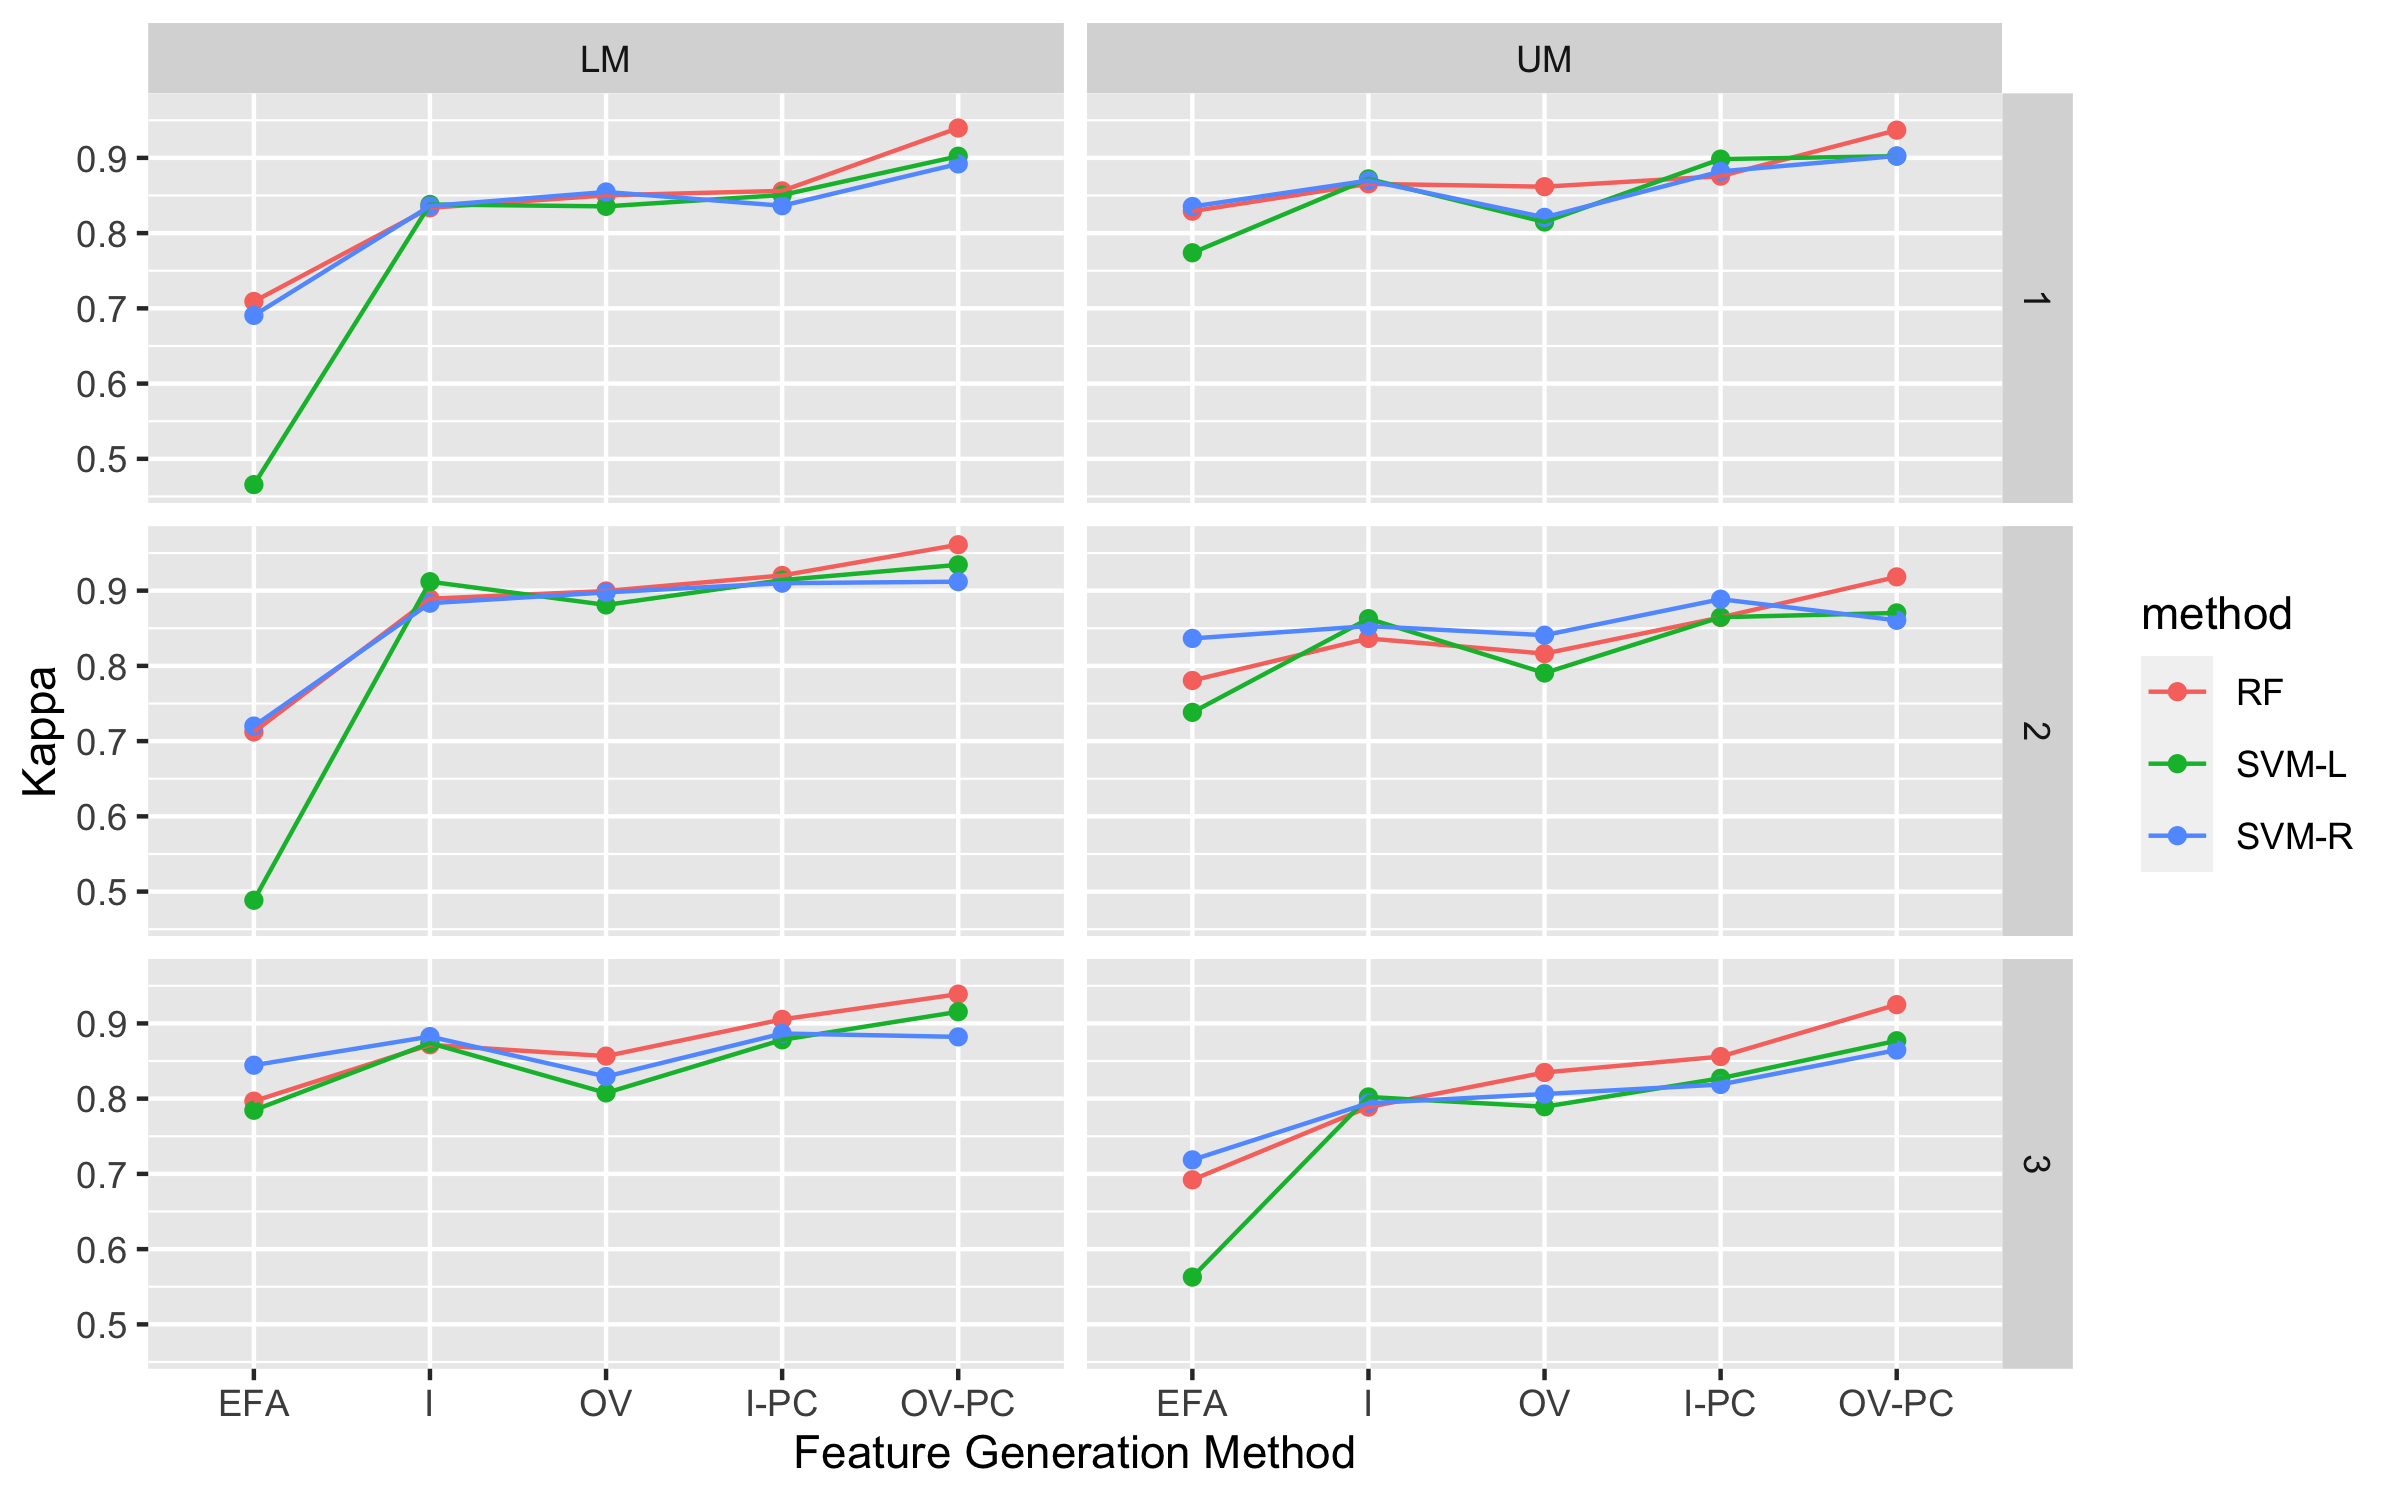 LM
UM
0.9
0.8
0.7
0.6
0.5
1
0.9
0.8
0.7
0.6
0.5
2
0.9
0.8
0.7
0.6
0.5
3
Kappa
EFA
I
OV
I-PC
OV-PC
EFA
I
OV
I-PC
OV-PC
Feature Generation Method
method
RF
SVM-L
SVM-R